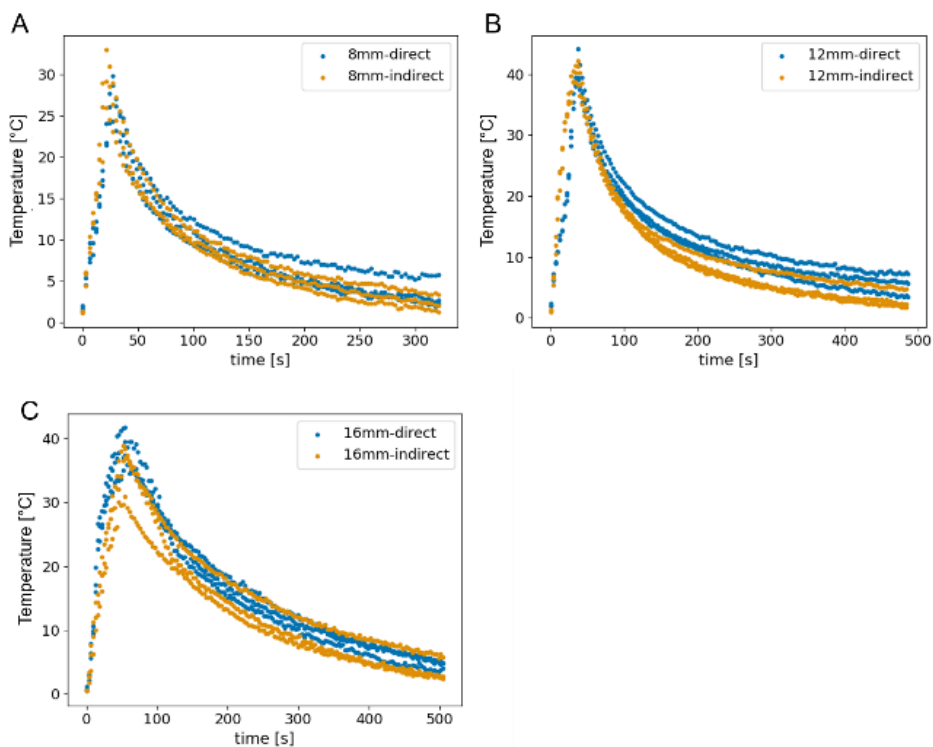 A
8mm-direct
8mm-indirect
Temperature [°C]
30
25
20
15
10
5
0
0 50 100 150 200 250 300
time [s]
B
12mm-direct
12mm-indirect
Temperature [°C]
40
30
20
10
0
0 100 200 300 400 500
time [s]
C
16mm-direct
16mm-indirect
Temperature [°C]
40
30
20
10
0
0 100 200 300 400 500
time [s]